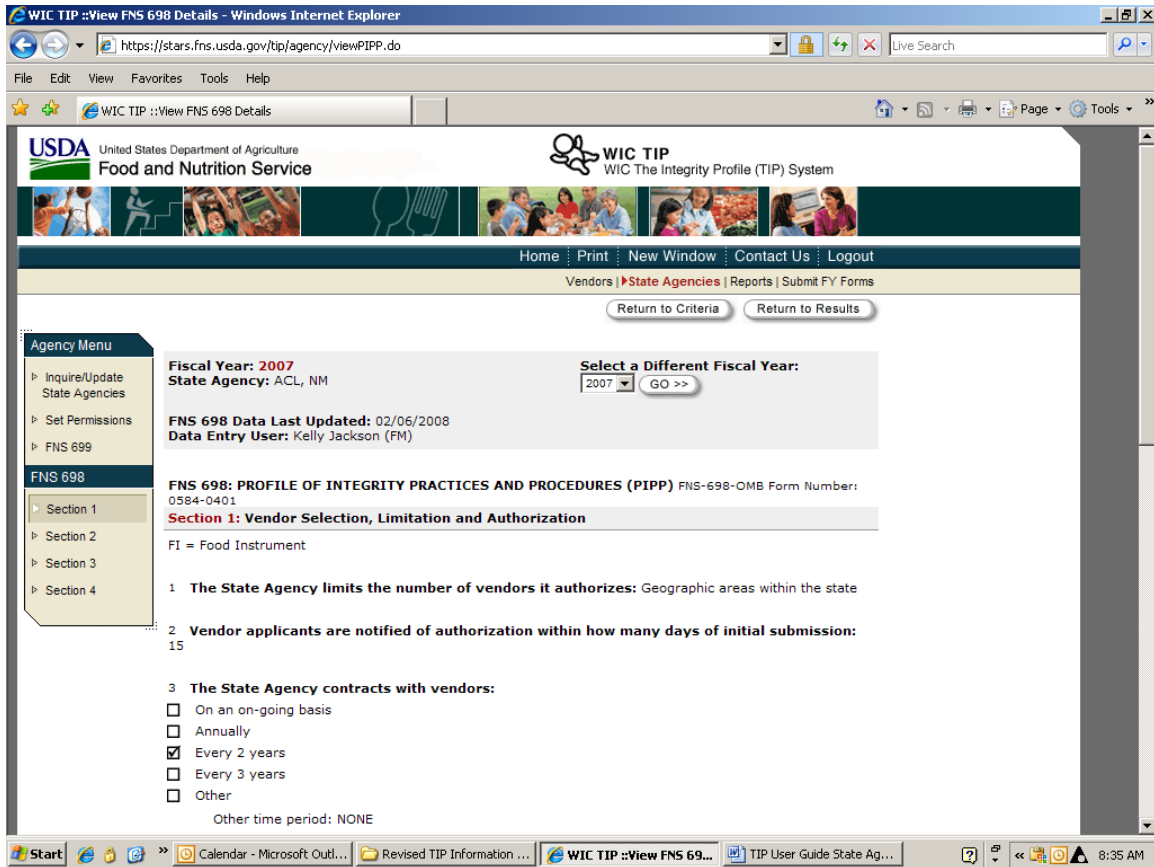 WIC TIP ::View FNS 698 Details - Windows Internet Explorer
https://stars.fns.usda.gov/tip/agency/viewPIPP.do
Live Search
File Edit View Favorites Tools Help
WIC TIP ::View FNS 698 Details
Page Tools
USDA United States Department of Agriculture
Food and Nutrition Service
WIC TIP
WIC The Integrity Profile (TIP) System
Home Print New Window Contact Us Logout
Vendors | State Agencies | Reports | Submit FY Forms
Return to Criteria Return to Results
Agency Menu
Inquire/Update
State Agencies
Set Permissions
FNS 699
FNS 698
Section 1
Section 2
Section 3
Section 4
Fiscal Year: 2007
State Agency: ACL, NM
Select a Different Fiscal Year:
2007 GO >>
FNS 698 Data Last Updated: 02/06/2008
Data Entry User: Kelly Jackson (FM)
FNS 698: PROFILE OF INTEGRITY PRACTICES AND PROCEDURES (PIPP) FNS-698-OMB Form Number:
0584-0401
Section 1: Vendor Selection, Limitation and Authorization
FI = Food Instrument
1 The State Agency limits the number of vendors it authorizes: Geographic areas within the state
2 Vendor applicants are notified of authorization within how many days of initial submission:
15
3 The State Agency contracts with vendors:
On an on-going basis
Annually
Every 2 years
Every 3 years
Other
Other time period: NONE
Start Calendar - Microsoft Outl... Revised TIP Information ... WIC TIP ::View FNS 69... TIP User Guide State Ag... 8:35 AM